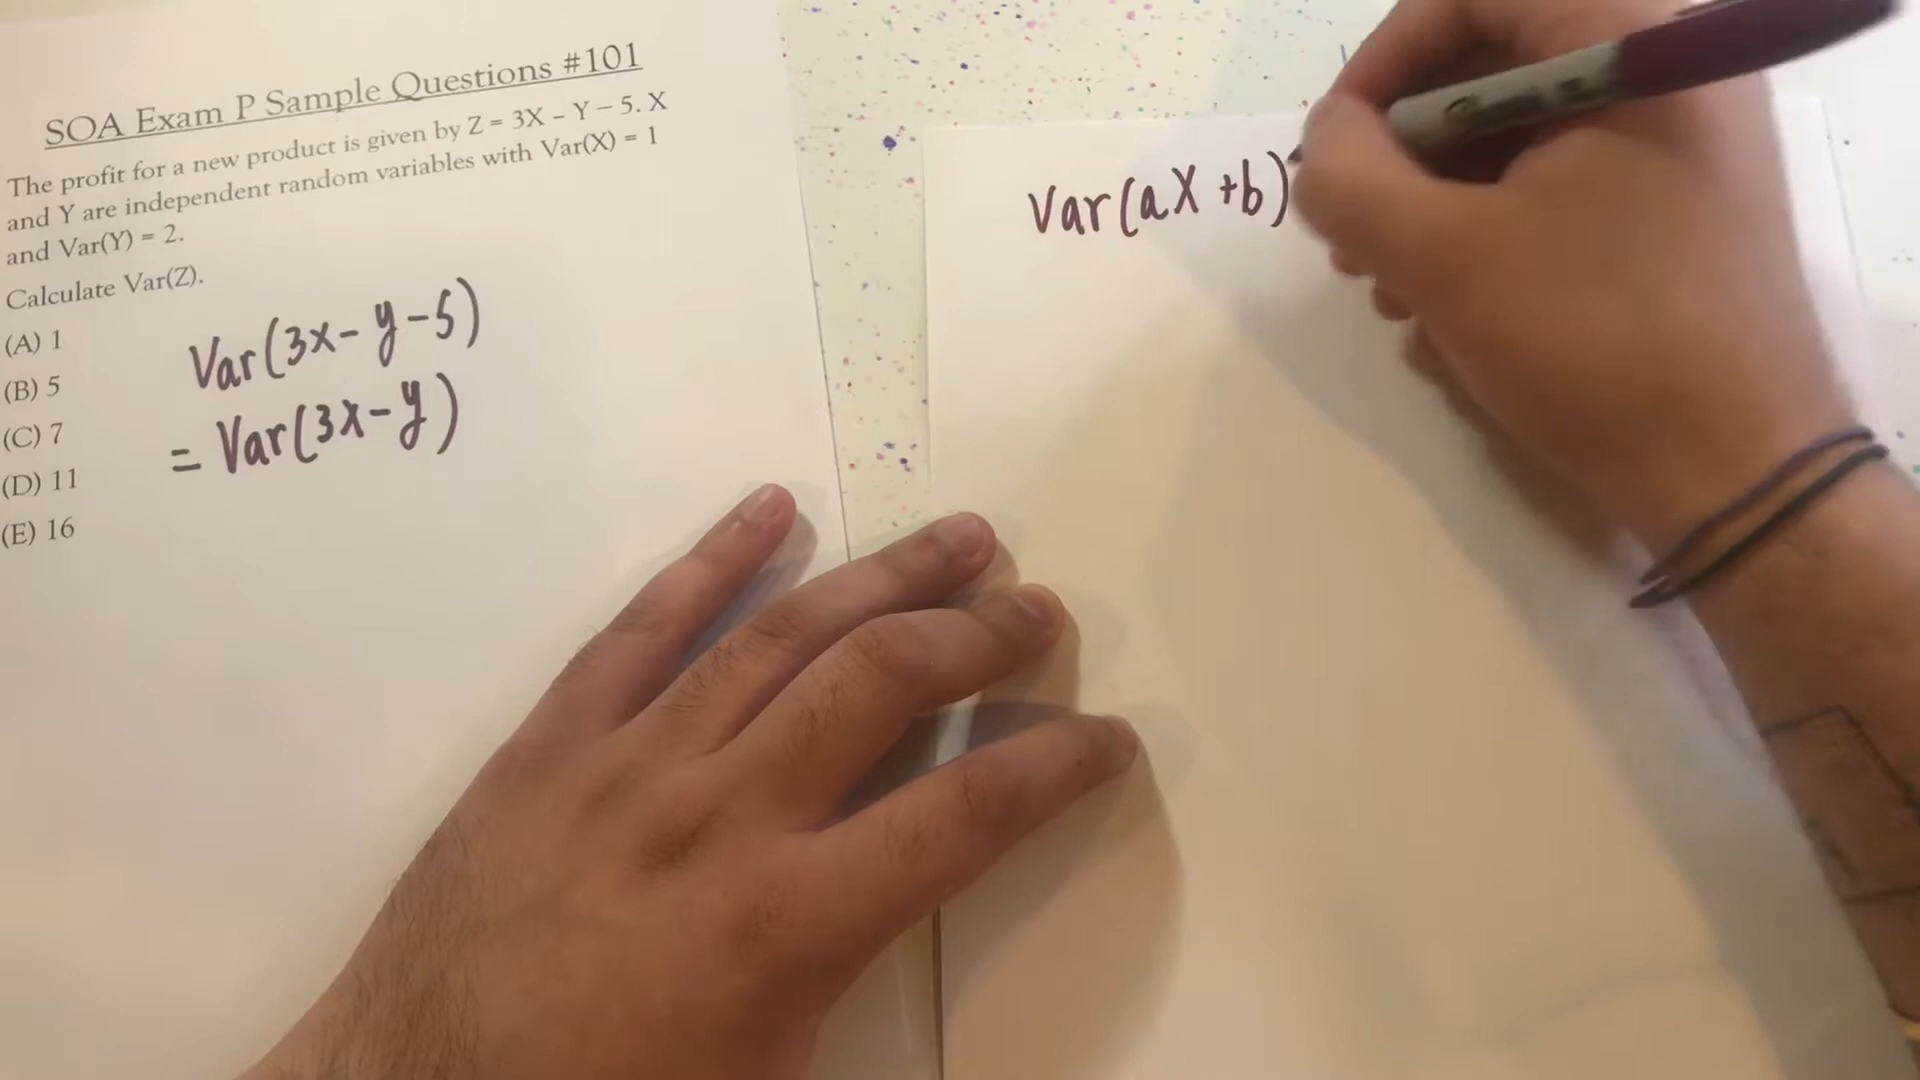 SOA Exam P Sample Questions #101
The profit for a new product is given by Z = 3X – Y – 5. X
and Y are independent random variables with Var(X) = 1
and Var(Y) = 2.
Calculate Var(Z).
(A) 1
(B) 5
(C) 7
(D) 11
(E) 16
Var(3x-y-5)
= Var(3x-y)
Var(aX+b)